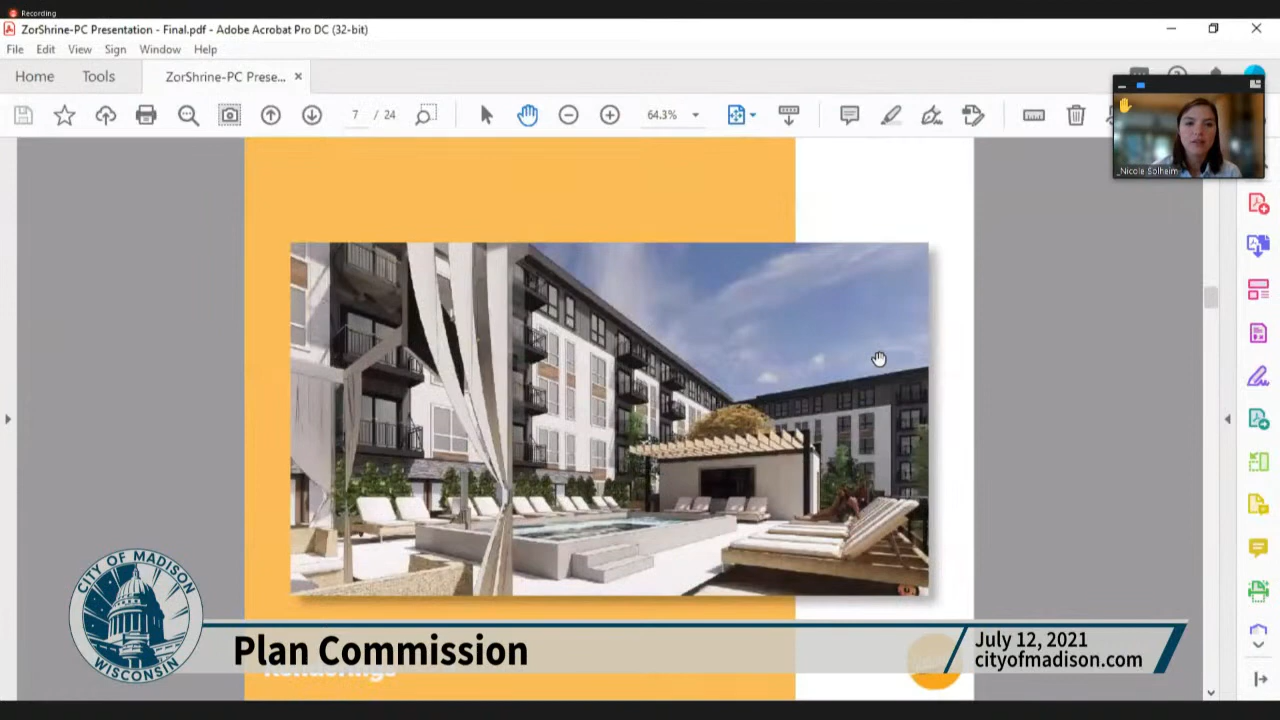 Recording
ZorShrine-PC Presentation - Final.pdf - Adobe Acrobat Pro DC (32-bit)
File Edit View Sign Window Help
Home Tools ZorShrine-PC Prese... ×
7 / 24 64.3%
_Nicole Solheim
CITY OF MADISON
WISCONSIN
Plan Commission
July 12, 2021
cityofmadison.com
Renderings